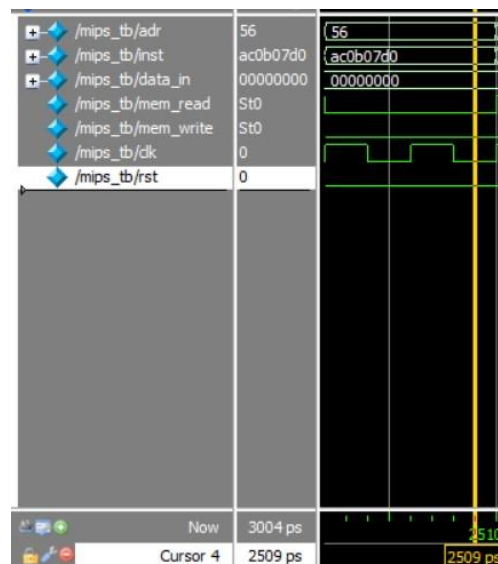 /mips_tb/adr 56 56
/mips_tb/inst ac0b07d0 ac0b07d0
/mips_tb/data_in 00000000 00000000
/mips_tb/mem_read St0
/mips_tb/mem_write St0
/mips_tb/clk 0
/mips_tb/rst 0
Now 3004 ps 2510
Cursor 4 2509 ps 2509 ps